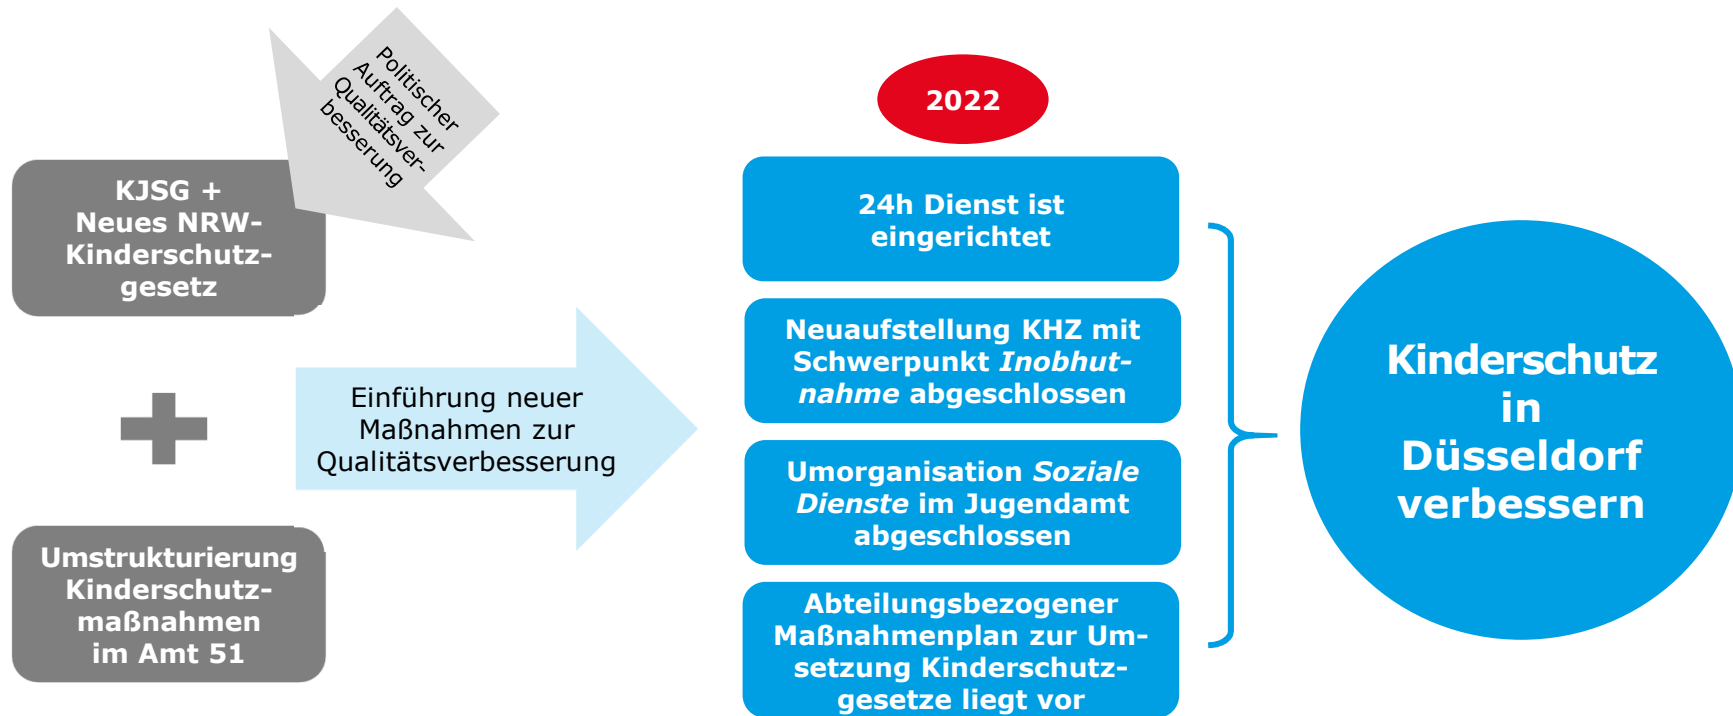 Politischer
Auftrag zur
Qualitätsver-
besserung
KJSG +
Neues NRW-
Kinderschutz-
gesetz
Umstrukturierung
Kinderschutz-
maßnahmen
im Amt 51
Einführung neuer
Maßnahmen zur
Qualitätsverbesserung
2022
24h Dienst ist
eingerichtet
Neuaufstellung KHZ mit
Schwerpunkt Inobhut-
nahme abgeschlossen
Umorganisation Soziale
Dienste im Jugendamt
abgeschlossen
Abteilungsbezogener
Maßnahmenplan zur Um-
setzung Kinderschutz-
gesetze liegt vor
Kinderschutz
in
Düsseldorf
verbessern